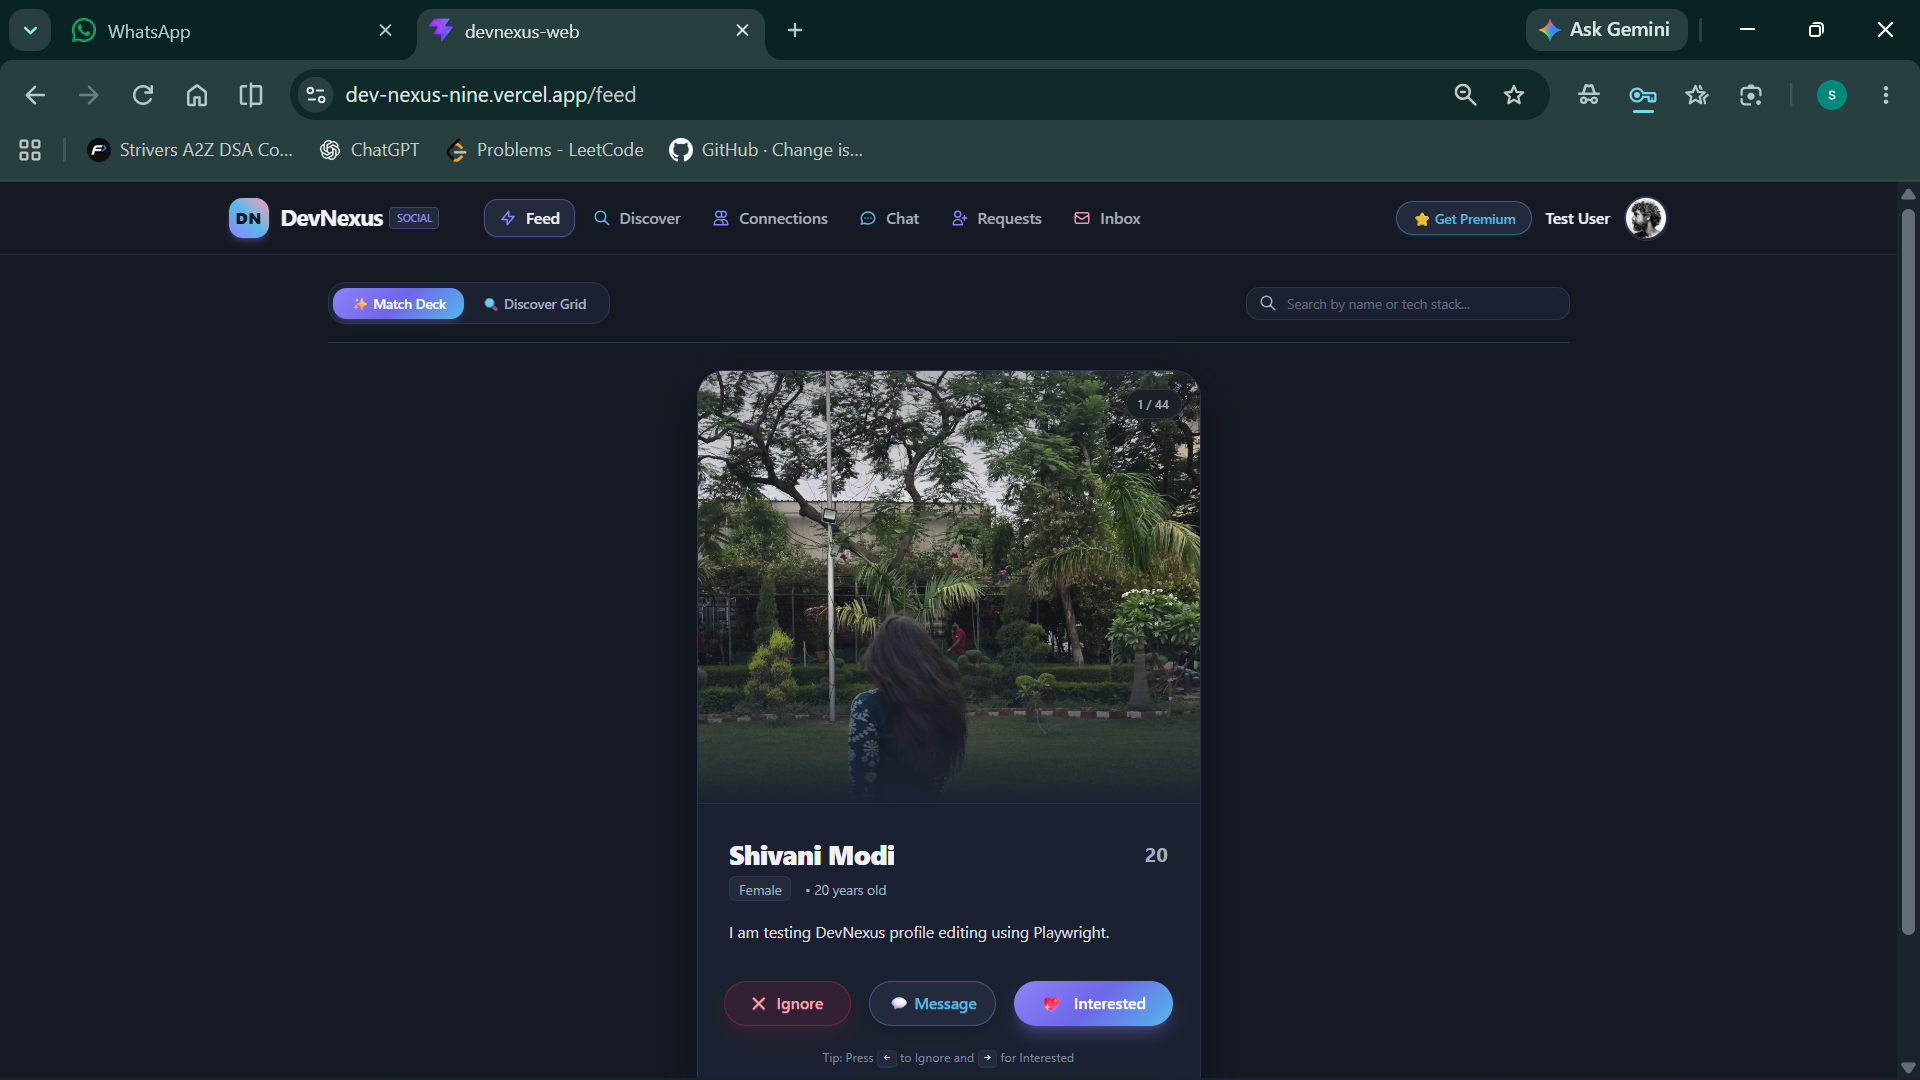 WhatsApp
devnexus-web
Ask Gemini
dev-nexus-nine.vercel.app/feed
S
Strivers A2Z DSA Co...
ChatGPT
Problems - LeetCode
GitHub · Change is...
DN
DevNexus
SOCIAL
Feed
Discover
Connections
Chat
Requests
Inbox
Get Premium
Test User
Match Deck
Discover Grid
Search by name or tech stack...
1 / 44
Shivani Modi
20
Female
• 20 years old
I am testing DevNexus profile editing using Playwright.
Ignore
Message
Interested
Tip: Press ← to Ignore and → for Interested